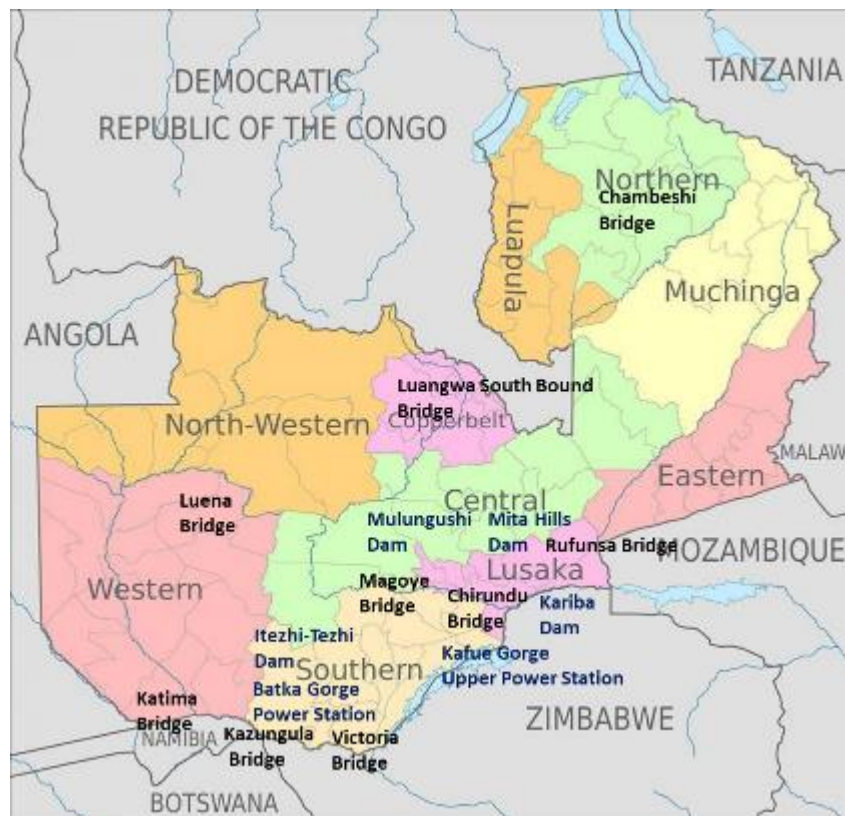 DEMOCRATIC
REPUBLIC OF THE CONGO
TANZANIA
Northern
Chambeshi
Bridge
Luapula
Muchinga
ANGOLA
Luangwa South Bound
Bridge
Copperbelt
North-Western
MALAW
Eastern
Central
Luena
Bridge
Mulungushi
Dam
Mita Hills
Dam
Rufunsa Bridge
MOZAMBIQUE
Lusaka
Western
Magoye
Bridge
Chirundu
Bridge
Kariba
Dam
Itezhi-Tezhi
Dam
Southern
Kafue Gorge
Upper Power Station
Batka Gorge
Power Station
Katima
Bridge
NAMIBIA
Kazungula
Bridge
Victoria
Bridge
ZIMBABWE
BOTSWANA